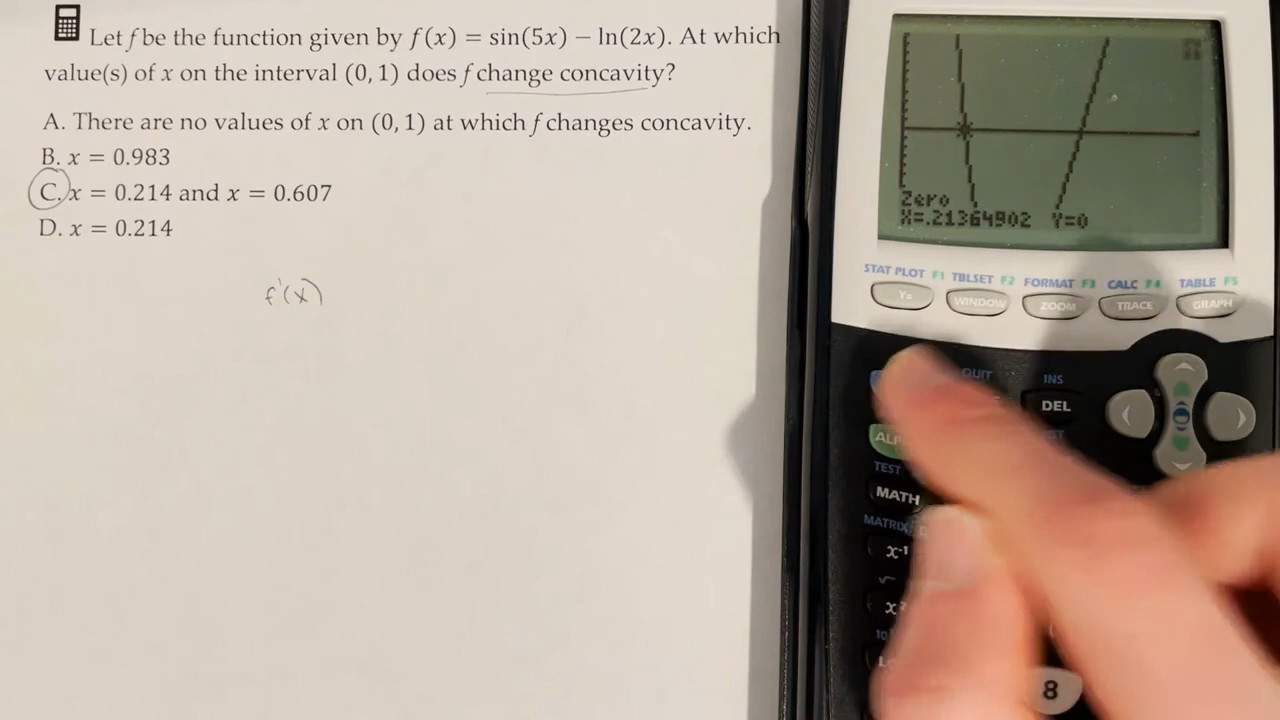 Let f be the function given by f(x) = sin(5x) − ln(2x). At which
value(s) of x on the interval (0, 1) does f change concavity?
A. There are no values of x on (0, 1) at which f changes concavity.
B. x = 0.983
C. x = 0.214 and x = 0.607
D. x = 0.214
f'(x)
Zero
X=.21364902 Y=0
STAT PLOT F1 TBLSET F2 FORMAT F3 CALC F4 TABLE F5
Y= WINDOW ZOOM TRACE GRAPH
QUIT INS
DEL
TEST
MATH
MATRIX
x⁻¹
√
x²
10
8